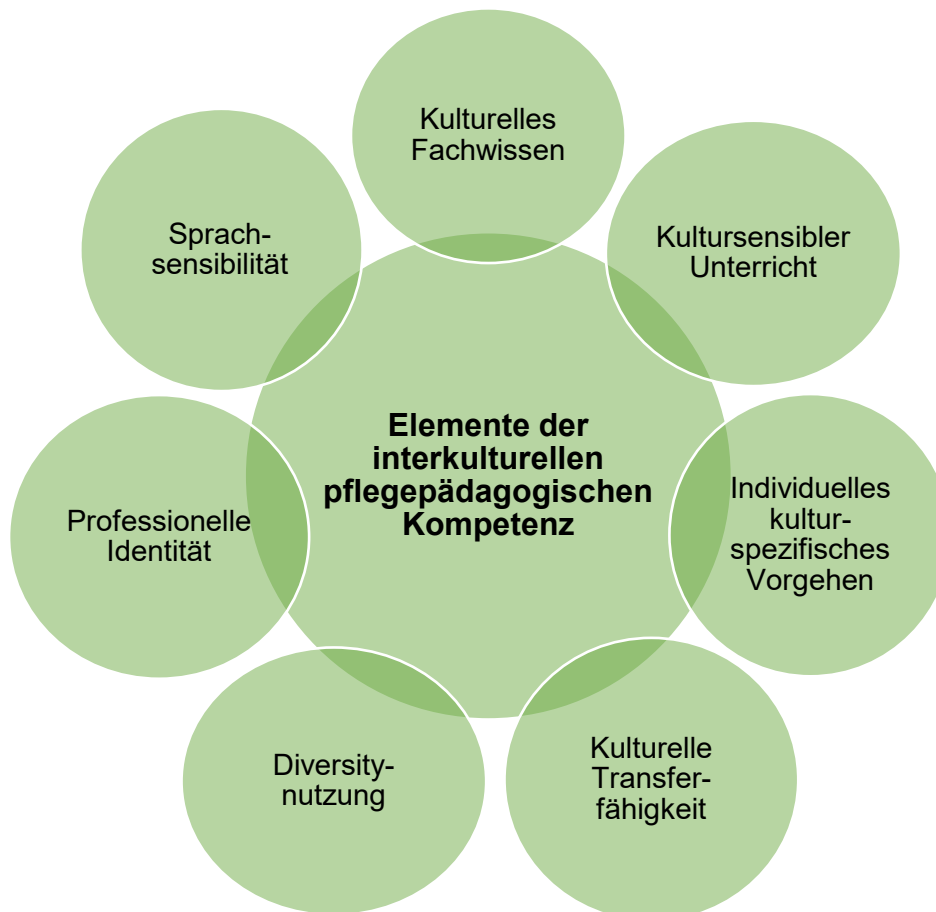 Kulturelles
Fachwissen
Kultursensibler
Unterricht
Individuelles
kultur-
spezifisches
Vorgehen
Kulturelle
Transfer-
fähigkeit
Diversity-
nutzung
Professionelle
Identität
Sprach-
sensibilität
Elemente der
interkulturellen
pflegepädagogischen
Kompetenz